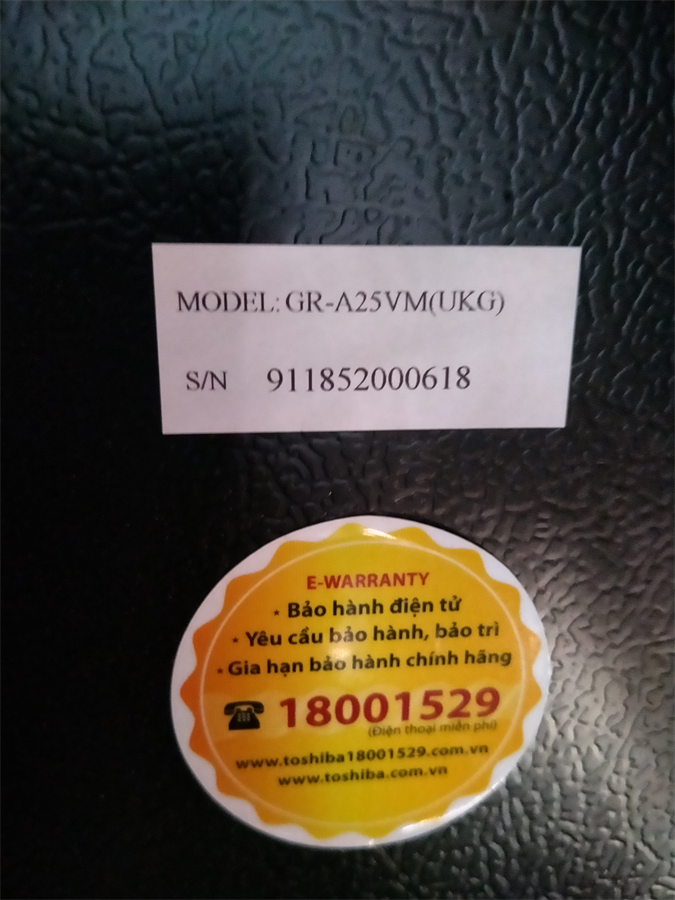 MODEL: GR-A25VM(UKG)
S/N 911852000618
E-WARRANTY
• Bảo hành điện tử
• Yêu cầu bảo hành, bảo trì
• Gia hạn bảo hành chính hãng
☎ 18001529
(Điện thoại miễn phí)
www.toshiba18001529.com.vn
www.toshiba.com.vn